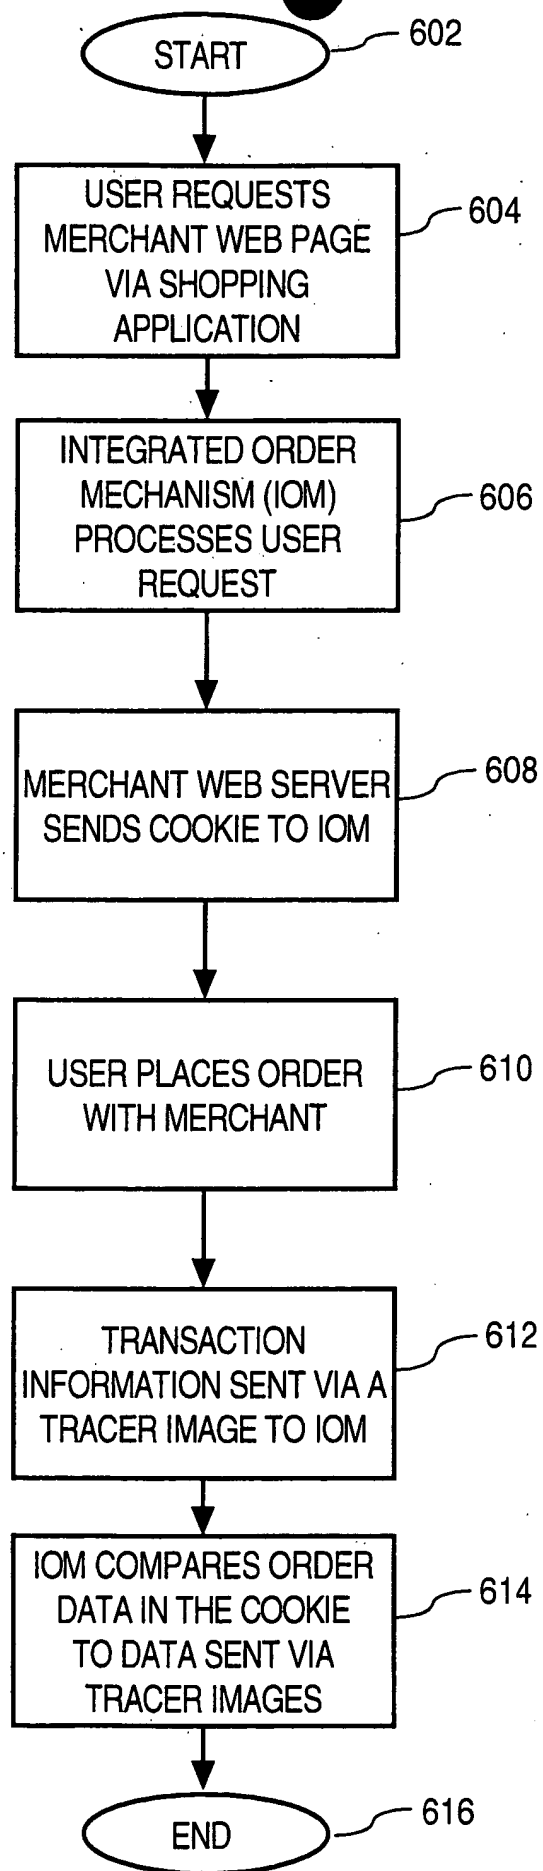 START
602
USER REQUESTS
MERCHANT WEB PAGE
VIA SHOPPING
APPLICATION
604
INTEGRATED ORDER
MECHANISM (IOM)
PROCESSES USER
REQUEST
606
MERCHANT WEB SERVER
SENDS COOKIE TO IOM
608
USER PLACES ORDER
WITH MERCHANT
610
TRANSACTION
INFORMATION SENT VIA A
TRACER IMAGE TO IOM
612
IOM COMPARES ORDER
DATA IN THE COOKIE
TO DATA SENT VIA
TRACER IMAGES
614
END
616